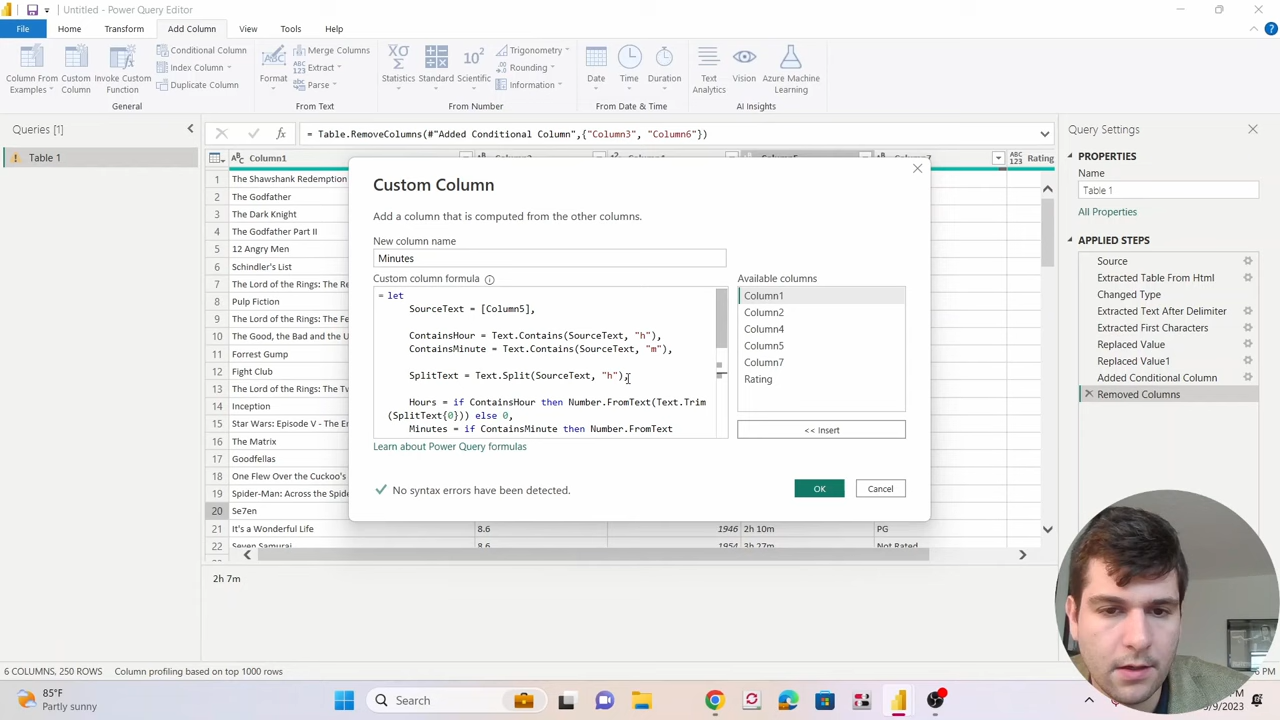 Untitled - Power Query Editor
File Home Transform Add Column View Tools Help
Column From Examples
Custom Column
Invoke Custom Function
Conditional Column
Index Column
Duplicate Column
General
Format
Merge Columns
Extract
Parse
From Text
Statistics
Standard
Scientific
Trigonometry
Rounding
Information
From Number
Date
Time
Duration
From Date & Time
Text Analytics
Vision
Azure Machine Learning
AI Insights
Queries [1]
Table 1
= Table.RemoveColumns(#"Added Conditional Column",{"Column3", "Column6"})
Column1
Rating
1 The Shawshank Redemption
2 The Godfather
3 The Dark Knight
4 The Godfather Part II
5 12 Angry Men
6 Schindler's List
7 The Lord of the Rings: The Re
8 Pulp Fiction
9 The Lord of the Rings: The Fe
10 The Good, the Bad and the U
11 Forrest Gump
12 Fight Club
13 The Lord of the Rings: The Tw
14 Inception
15 Star Wars: Episode V - The En
16 The Matrix
17 Goodfellas
18 One Flew Over the Cuckoo's
19 Spider-Man: Across the Spid
20 Se7en
21 It's a Wonderful Life 8.6 1946 2h 10m PG
22 Seven Samurai 8.6 1954 3h 27m Not Rated
Custom Column
Add a column that is computed from the other columns.
New column name
Minutes
Custom column formula
= let
SourceText = [Column5],
ContainsHour = Text.Contains(SourceText, "h"),
ContainsMinute = Text.Contains(SourceText, "m"),
SplitText = Text.Split(SourceText, "h"),
Hours = if ContainsHour then Number.FromText(Text.Trim
(SplitText{0})) else 0,
Minutes = if ContainsMinute then Number.FromText
Available columns
Column1
Column2
Column4
Column5
Column7
Rating
<< Insert
Learn about Power Query formulas
No syntax errors have been detected.
OK
Cancel
Query Settings
PROPERTIES
Name
Table 1
All Properties
APPLIED STEPS
Source
Extracted Table From Html
Changed Type
Extracted Text After Delimiter
Extracted First Characters
Replaced Value
Replaced Value1
Added Conditional Column
Removed Columns
2h 7m
6 COLUMNS, 250 ROWS Column profiling based on top 1000 rows
85°F
Partly sunny
Search